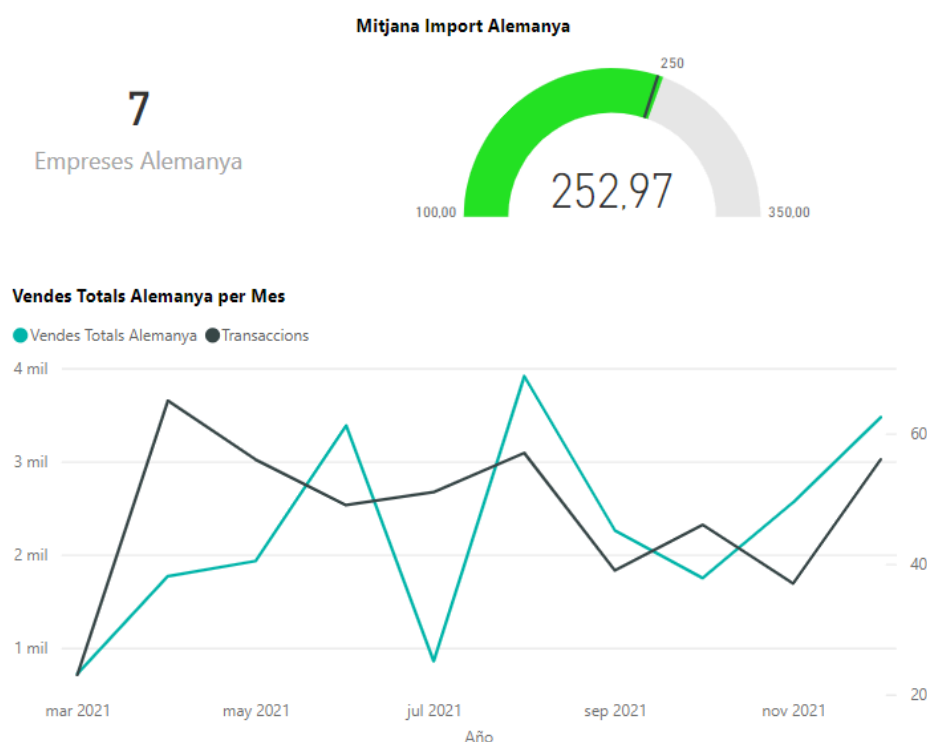 Mitjana Import Alemanya
7
Empreses Alemanya
250
252,97
100,00
350,00
Vendes Totals Alemanya per Mes
Vendes Totals Alemanya Transaccions
4 mil
3 mil
2 mil
1 mil
60
40
20
mar 2021 may 2021 jul 2021 sep 2021 nov 2021
Año